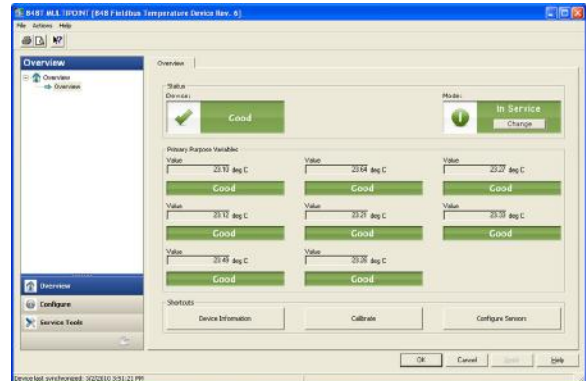 848T MULTIPOINT [848 Fieldbus Temperature Device Rev. 6]
File Actions Help
Overview
Overview
Overview
Overview
Status
Device:
Good
Mode:
In Service
Change
Primary Purpose Variables
Value Value Value
23.10 deg C 23.64 deg C 23.27 deg C
Good Good Good
Value Value Value
23.12 deg C 23.21 deg C 23.33 deg C
Good Good Good
Value Value
23.49 deg C 23.26 deg C
Good Good
Overview
Configure
Service Tools
Shortcuts
Device Information Calibrate Configure Sensors
OK Cancel Help
Device last synchronized: 3/2/2010 3:51:21 PM